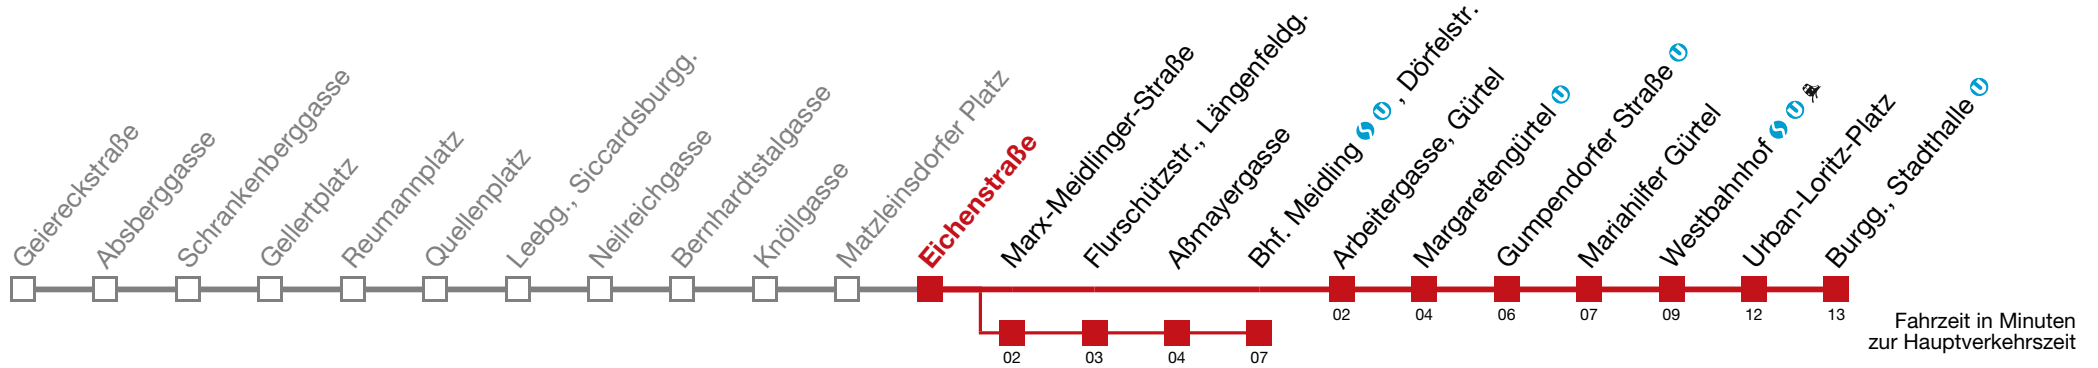 Geiereckstraße
Absberggasse
Schrankenberggasse
Gellertplatz
Reumannplatz
Quellenplatz
Leebg., Siccardsburgg.
Neilreichgasse
Bernhardtstalgasse
Knöllgasse
Matzleinsdorfer Platz
Eichenstraße
Marx-Meidlinger-Straße
Flurschützstr., Längenfeldg.
Aßmayergasse
Bhf. Meidling S U , Dörfelstr.
Arbeitergasse, Gürtel
Margaretengürtel U
Gumpendorfer Straße U
Mariahilfer Gürtel
Westbahnhof S U
Urban-Loritz-Platz
Burgg., Stadthalle U
02 04 06 07 09 12 13
02 03 04 07
Fahrzeit in Minuten
zur Hauptverkehrszeit